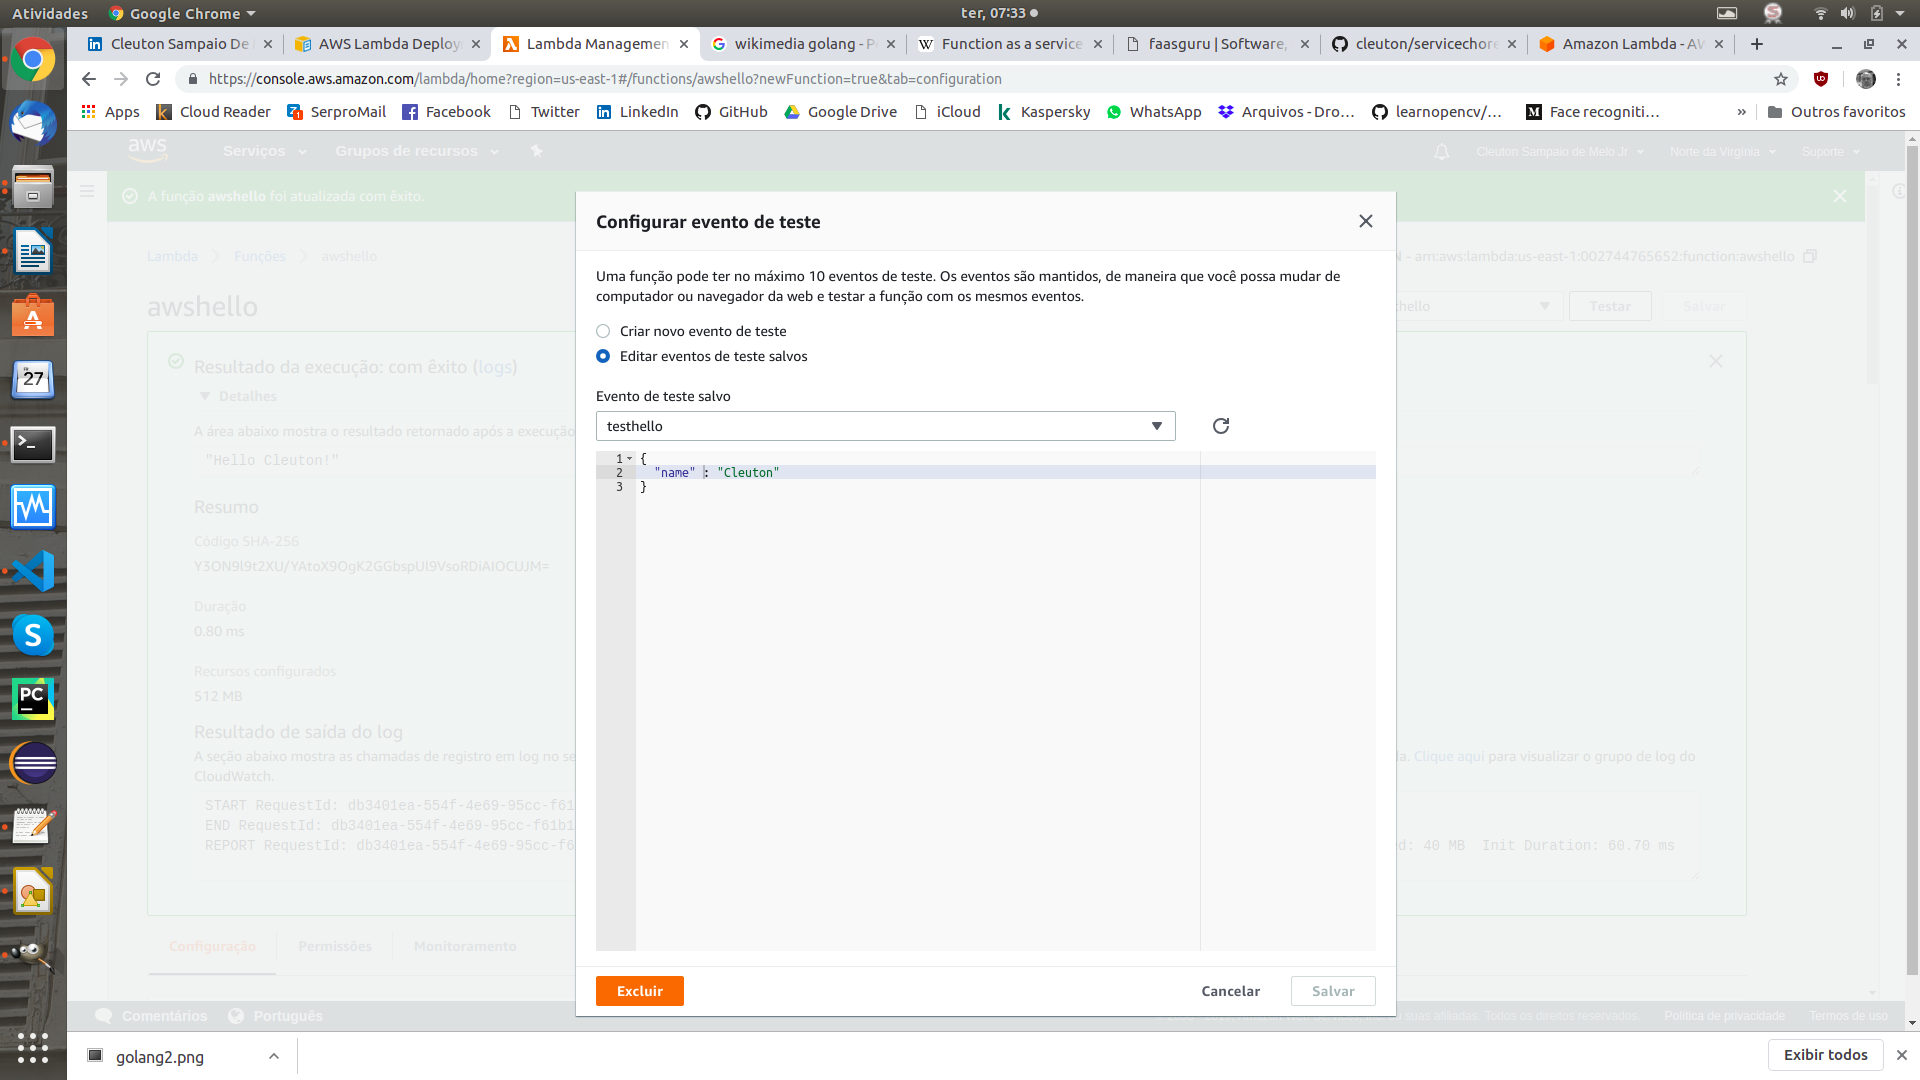 Atividades
Google Chrome
ter, 07:33
Cleuton Sampaio De
AWS Lambda Deploy
Lambda Managemen
wikimedia golang - P
Function as a service
faasguru | Software,
cleuton/servicechore
Amazon Lambda - AW
https://console.aws.amazon.com/lambda/home?region=us-east-1#/functions/awshello?newFunction=true&tab=configuration
Apps
Cloud Reader
SerproMail
Facebook
Twitter
LinkedIn
GitHub
Google Drive
iCloud
Kaspersky
WhatsApp
Arquivos - Dro...
learnopencv/...
Face recogniti...
»
Outros favoritos
aws
Serviços
Grupos de recursos
Cleuton Sampaio de Melo Jr
Norte da Virgínia
Suporte
A função awshello foi atualizada com êxito.
Lambda
Funções
awshello
N - arn:aws:lambda:us-east-1:002744765652:function:awshello
awshello
hello
Testar
Salvar
Resultado da execução: com êxito (logs)
Detalhes
A área abaixo mostra o resultado retornado após a execução
"Hello Cleuton!"
Resumo
Código SHA-256
Y3ON9l9t2XU/YAtoX9OgK2GGbspUl9VsoRDiAIOCUJM=
Duração
0.80 ms
Recursos configurados
512 MB
Resultado de saída do log
A seção abaixo mostra as chamadas de registro em log no se
la. Clique aqui para visualizar o grupo de log do
CloudWatch.
START RequestId: db3401ea-554f-4e69-95cc-f61
END RequestId: db3401ea-554f-4e69-95cc-f61b1
REPORT RequestId: db3401ea-554f-4e69-95cc-f6
ed: 40 MB  Init Duration: 60.70 ms
Configuração
Permissões
Monitoramento
Configurar evento de teste
Uma função pode ter no máximo 10 eventos de teste. Os eventos são mantidos, de maneira que você possa mudar de
computador ou navegador da web e testar a função com os mesmos eventos.
Criar novo evento de teste
Editar eventos de teste salvos
Evento de teste salvo
testhello
1 {
2 "name" : "Cleuton"
3 }
Excluir
Cancelar
Salvar
Comentários
Português
suas afiliadas. Todos os direitos reservados.
Política de privacidade
Termos de uso
golang2.png
Exibir todos
27
PC
S